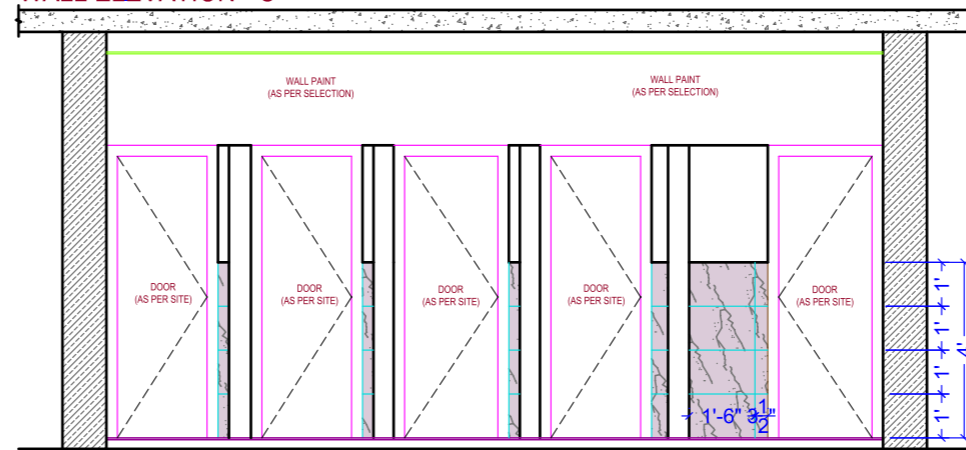 WALL PAINT
(AS PER SELECTION)
WALL PAINT
(AS PER SELECTION)
DOOR
(AS PER SITE)
DOOR
(AS PER SITE)
DOOR
(AS PER SITE)
DOOR
(AS PER SITE)
DOOR
(AS PER SITE)
1'
1'
1'
1'
4'
1'-6" 3 1/2"